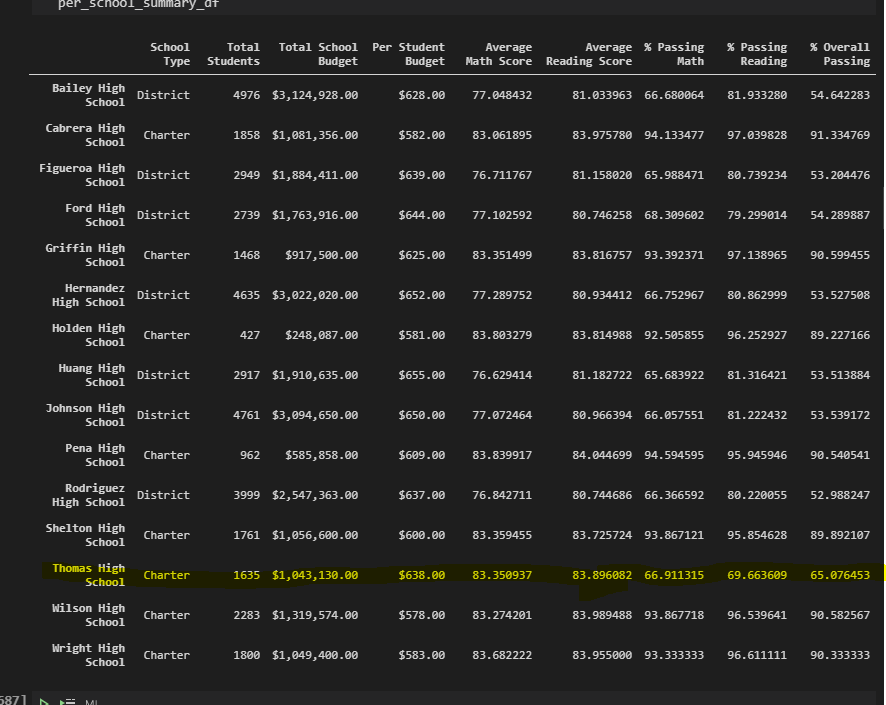 per_school_summary_df
School Total Total School Per Student Average Average % Passing % Passing % Overall
Type Students Budget Budget Math Score Reading Score Math Reading Passing
Bailey High School District 4976 $3,124,928.00 $628.00 77.048432 81.033963 66.680064 81.933280 54.642283
Cabrera High School Charter 1858 $1,081,356.00 $582.00 83.061895 83.975780 94.133477 97.039828 91.334769
Figueroa High School District 2949 $1,884,411.00 $639.00 76.711767 81.158020 65.988471 80.739234 53.204476
Ford High School District 2739 $1,763,916.00 $644.00 77.102592 80.746258 68.309602 79.299014 54.289887
Griffin High School Charter 1468 $917,500.00 $625.00 83.351499 83.816757 93.392371 97.138965 90.599455
Hernandez High School District 4635 $3,022,020.00 $652.00 77.289752 80.934412 66.752967 80.862999 53.527508
Holden High School Charter 427 $248,087.00 $581.00 83.803279 83.814988 92.505855 96.252927 89.227166
Huang High School District 2917 $1,910,635.00 $655.00 76.629414 81.182722 65.683922 81.316421 53.513884
Johnson High School District 4761 $3,094,650.00 $650.00 77.072464 80.966394 66.057551 81.222432 53.539172
Pena High School Charter 962 $585,858.00 $609.00 83.839917 84.044699 94.594595 95.945946 90.540541
Rodriguez High School District 3999 $2,547,363.00 $637.00 76.842711 80.744686 66.366592 80.220055 52.988247
Shelton High School Charter 1761 $1,056,600.00 $600.00 83.359455 83.725724 93.867121 95.854628 89.892107
Thomas High School Charter 1635 $1,043,130.00 $638.00 83.350937 83.896082 66.911315 69.663609 65.076453
Wilson High School Charter 2283 $1,319,574.00 $578.00 83.274201 83.989488 93.867718 96.539641 90.582567
Wright High School Charter 1800 $1,049,400.00 $583.00 83.682222 83.955000 93.333333 96.611111 90.333333
587]